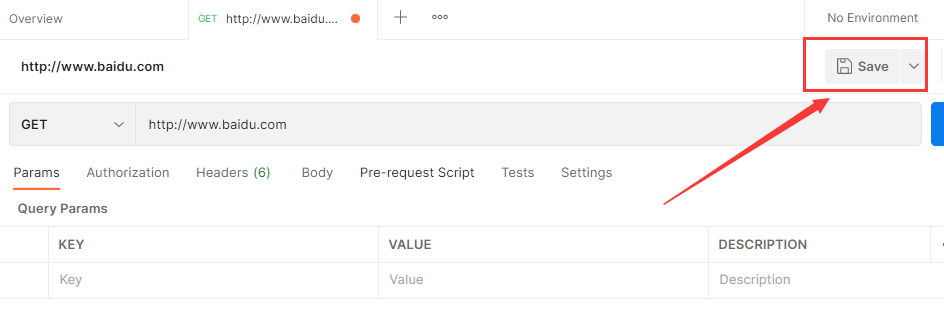 Overview
GET http://www.baidu....
No Environment
http://www.baidu.com
Save
GET http://www.baidu.com
Params Authorization Headers (6) Body Pre-request Script Tests Settings
Query Params
KEY VALUE DESCRIPTION
Key Value Description